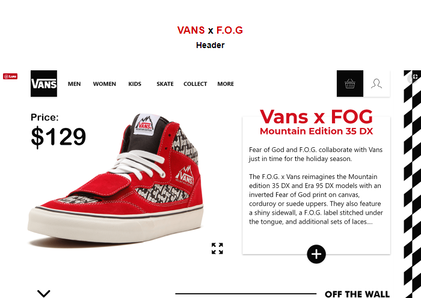 VANS x F.O.G
Header
VANS
MEN WOMEN KIDS SKATE COLLECT MORE
Price:
$129
Vans x FOG
Mountain Edition 35 DX
Fear of God and F.O.G. collaborate with Vans
just in time for the holiday season.
The F.O.G. x Vans reimagines the Mountain
edition 35 DX and Era 95 DX models with an
inverted Fear of God print on canvas,
corduroy or suede uppers. They also feature
a shiny sidewall, a F.O.G. label stitched under
the tongue, and additional sets of laces....
VANS
OFF THE WALL